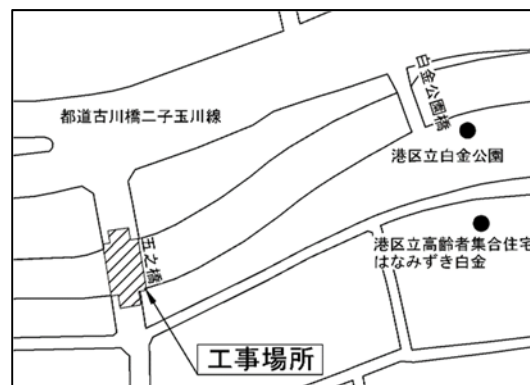 白金公園橋
都道古川橋二子玉川線
港区立白金公園
五之橋
港区立高齢者集合住宅
はなみずき白金
工事場所